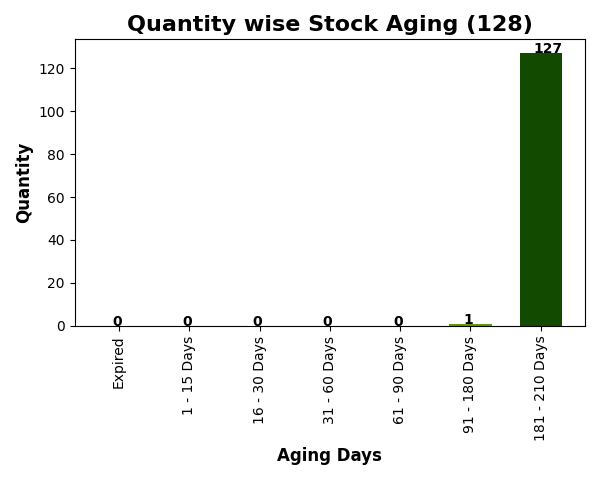 Quantity wise Stock Aging (128)
127
120
100
80
60
40
20
0
Quantity
0
0
0
0
0
1
Expired
1 - 15 Days
16 - 30 Days
31 - 60 Days
61 - 90 Days
91 - 180 Days
181 - 210 Days
Aging Days